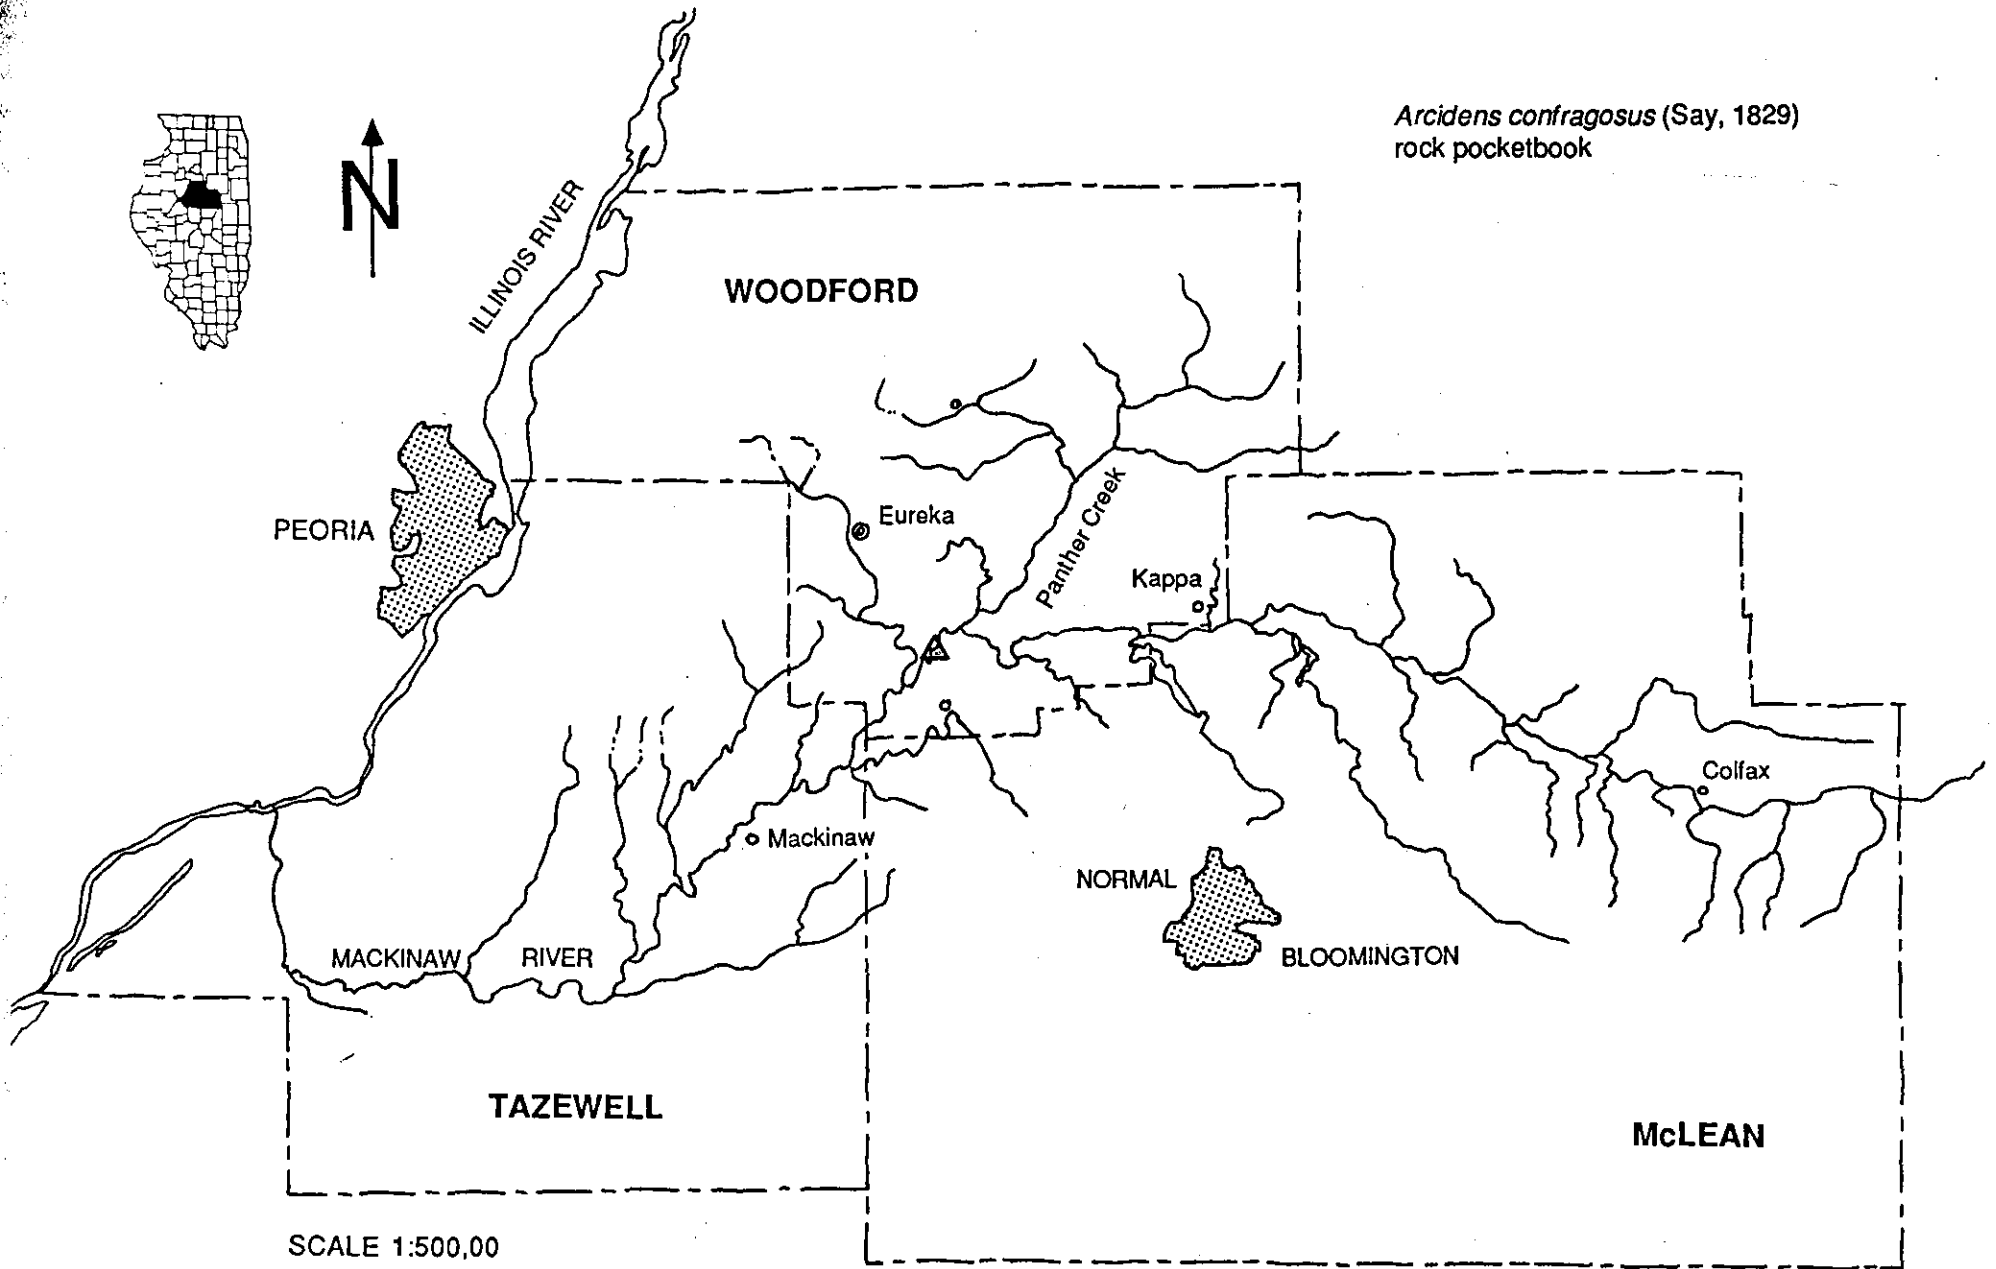 Arcidens confragosus (Say, 1829)
rock pocketbook
N
ILLINOIS RIVER
WOODFORD
PEORIA
Eureka
Panther Creek
Kappa
Colfax
Mackinaw
NORMAL
BLOOMINGTON
MACKINAW RIVER
TAZEWELL
McLEAN
SCALE 1:500,00